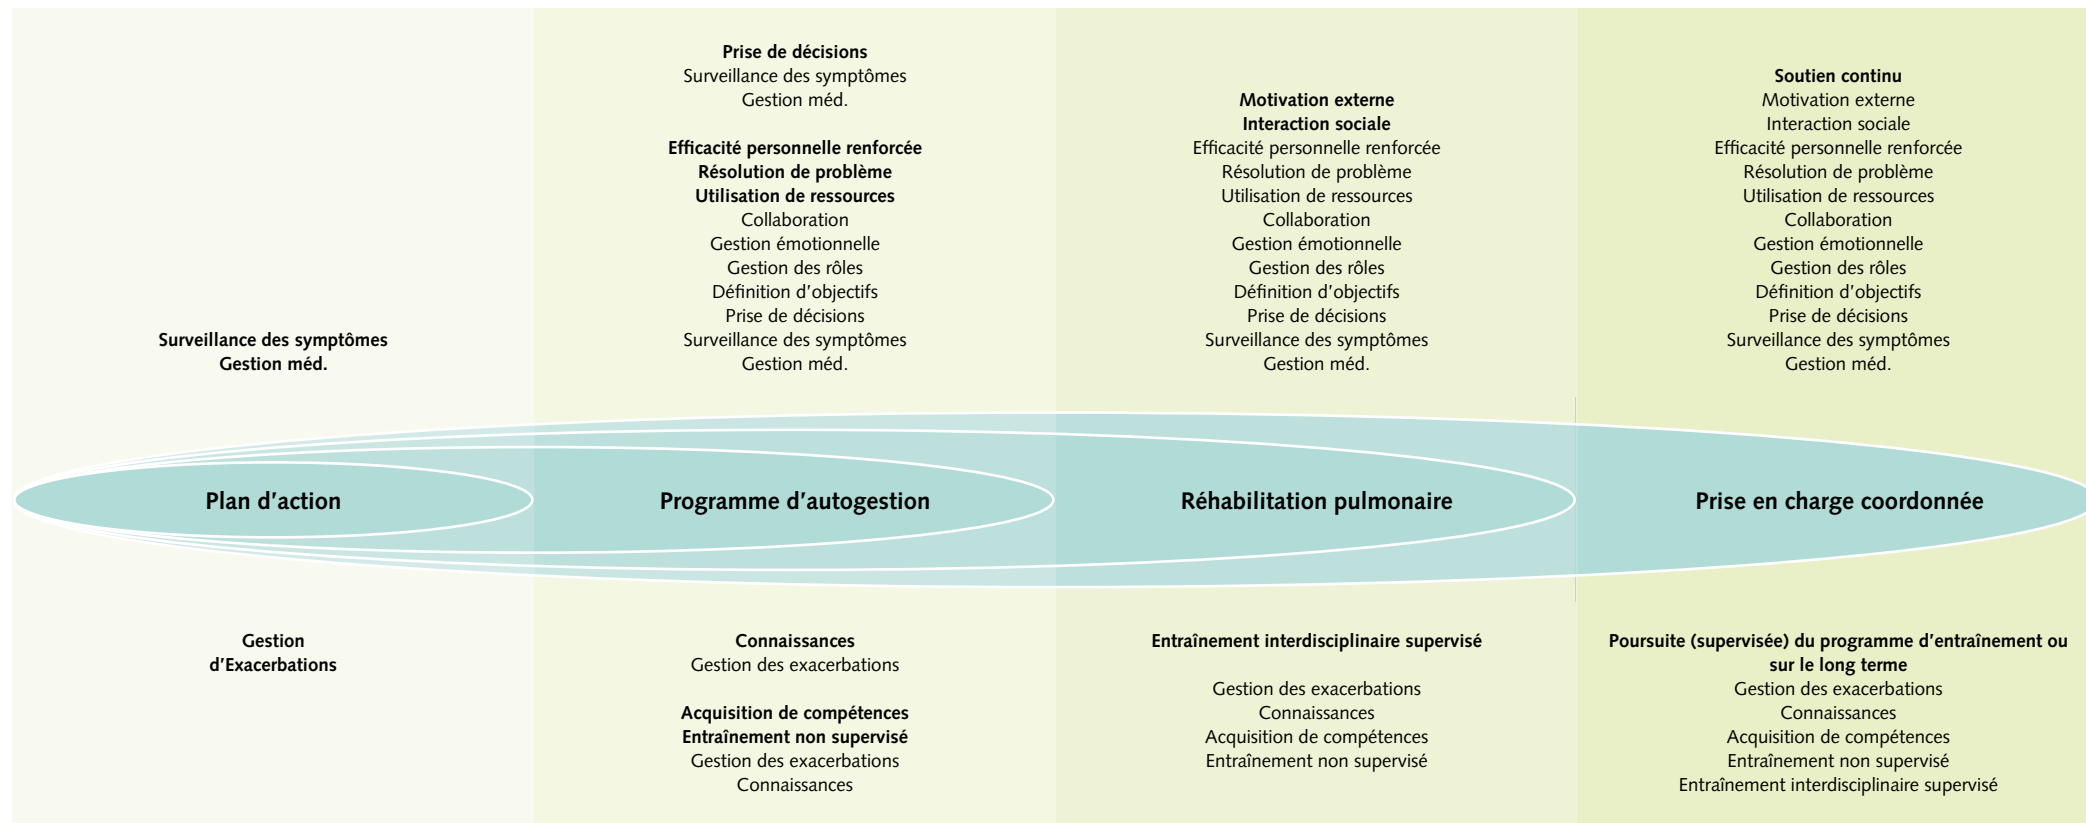 Surveillance des symptômes
Gestion méd.
Prise de décisions
Surveillance des symptômes
Gestion méd.
Efficacité personnelle renforcée
Résolution de problème
Utilisation de ressources
Collaboration
Gestion émotionnelle
Gestion des rôles
Définition d'objectifs
Prise de décisions
Surveillance des symptômes
Gestion méd.
Motivation externe
Interaction sociale
Efficacité personnelle renforcée
Résolution de problème
Utilisation de ressources
Collaboration
Gestion émotionnelle
Gestion des rôles
Définition d'objectifs
Prise de décisions
Surveillance des symptômes
Gestion méd.
Soutien continu
Motivation externe
Interaction sociale
Efficacité personnelle renforcée
Résolution de problème
Utilisation de ressources
Collaboration
Gestion émotionnelle
Gestion des rôles
Définition d'objectifs
Prise de décisions
Surveillance des symptômes
Gestion méd.
Plan d'action
Programme d'autogestion
Réhabilitation pulmonaire
Prise en charge coordonnée
Gestion
d'Exacerbations
Connaissances
Gestion des exacerbations
Acquisition de compétences
Entraînement non supervisé
Gestion des exacerbations
Connaissances
Entraînement interdisciplinaire supervisé
Gestion des exacerbations
Connaissances
Acquisition de compétences
Entraînement non supervisé
Poursuite (supervisée) du programme d'entraînement ou
sur le long terme
Gestion des exacerbations
Connaissances
Acquisition de compétences
Entraînement non supervisé
Entraînement interdisciplinaire supervisé